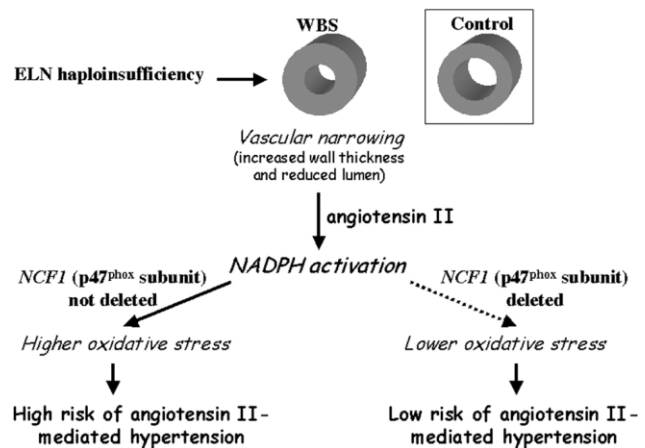 WBS
Control
ELN haploinsufficiency
Vascular narrowing
(increased wall thickness
and reduced lumen)
angiotensin II
NADPH activation
NCF1 (p47phox subunit)
not deleted
NCF1 (p47phox subunit)
deleted
Higher oxidative stress
Lower oxidative stress
High risk of angiotensin II-
mediated hypertension
Low risk of angiotensin II-
mediated hypertension